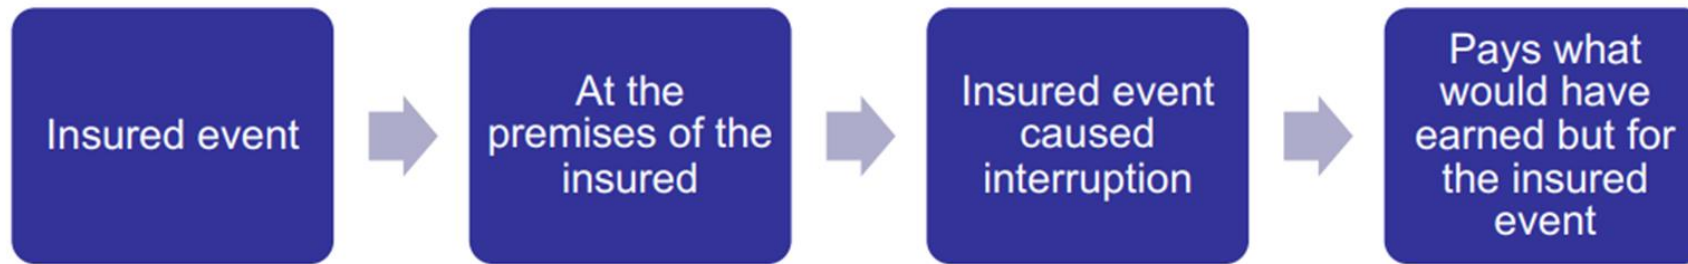 Insured event
At the
premises of the
insured
Insured event
caused
interruption
Pays what
would have
earned but for
the insured
event